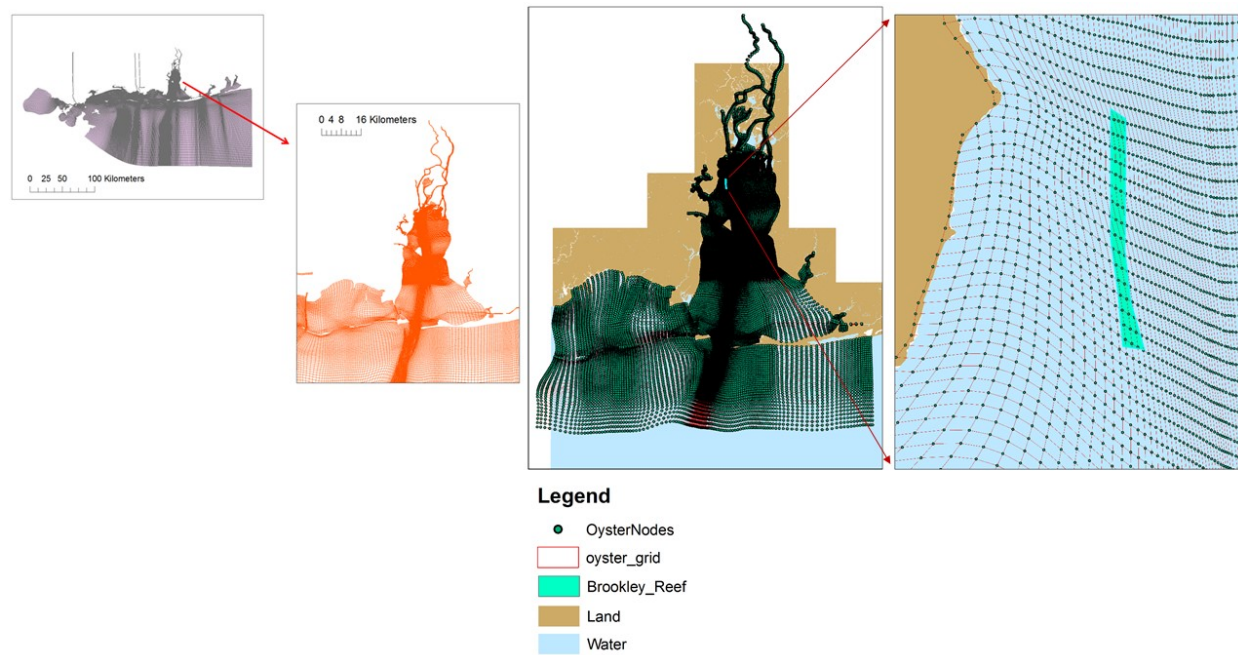 0 25 50 100 Kilometers
0 4 8 16 Kilometers
Legend
OysterNodes
oyster_grid
Brookley_Reef
Land
Water